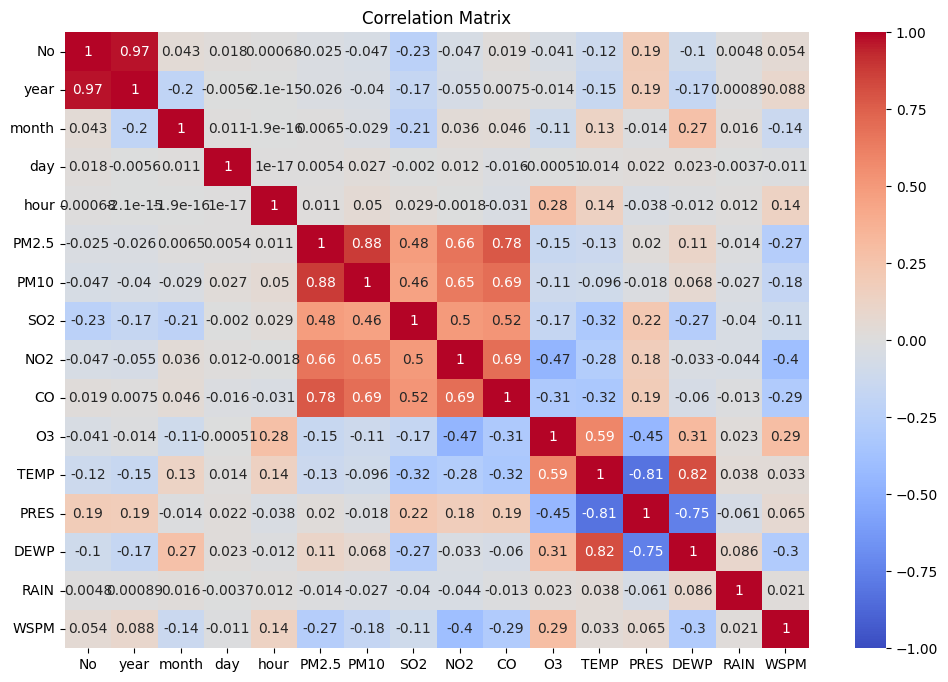 Correlation Matrix
No 1 0.97 0.043 0.018 0.00068 -0.025 -0.047 -0.23 -0.047 0.019 -0.041 -0.12 0.19 -0.1 0.0048 0.054
year 0.97 1 -0.2 -0.0056 -2.1e-15 -0.026 -0.04 -0.17 -0.055 0.0075 -0.014 -0.15 0.19 -0.17 0.00089 0.088
month 0.043 -0.2 1 0.011 -1.9e-16 0.0065 -0.029 -0.21 0.036 0.046 -0.11 0.13 -0.014 0.27 0.016 -0.14
day 0.018 -0.0056 0.011 1 1e-17 0.0054 0.027 -0.002 0.012 -0.016 -0.00051 0.014 0.022 0.023 -0.0037 -0.011
hour 0.00068 -2.1e-15 -1.9e-16 1e-17 1 0.011 0.05 0.029 -0.0018 -0.031 0.28 0.14 -0.038 -0.012 0.012 0.14
PM2.5 -0.025 -0.026 0.0065 0.0054 0.011 1 0.88 0.48 0.66 0.78 -0.15 -0.13 0.02 0.11 -0.014 -0.27
PM10 -0.047 -0.04 -0.029 0.027 0.05 0.88 1 0.46 0.65 0.69 -0.11 -0.096 -0.018 0.068 -0.027 -0.18
SO2 -0.23 -0.17 -0.21 -0.002 0.029 0.48 0.46 1 0.5 0.52 -0.17 -0.32 0.22 -0.27 -0.04 -0.11
NO2 -0.047 -0.055 0.036 0.012 -0.0018 0.66 0.65 0.5 1 0.69 -0.47 -0.28 0.18 -0.033 -0.044 -0.4
CO 0.019 0.0075 0.046 -0.016 -0.031 0.78 0.69 0.52 0.69 1 -0.31 -0.32 0.19 -0.06 -0.013 -0.29
O3 -0.041 -0.014 -0.11 -0.00051 0.28 -0.15 -0.11 -0.17 -0.47 -0.31 1 0.59 -0.45 0.31 0.023 0.29
TEMP -0.12 -0.15 0.13 0.014 0.14 -0.13 -0.096 -0.32 -0.28 -0.32 0.59 1 -0.81 0.82 0.038 0.033
PRES 0.19 0.19 -0.014 0.022 -0.038 0.02 -0.018 0.22 0.18 0.19 -0.45 -0.81 1 -0.75 -0.061 0.065
DEWP -0.1 -0.17 0.27 0.023 -0.012 0.11 0.068 -0.27 -0.033 -0.06 0.31 0.82 -0.75 1 0.086 -0.3
RAIN 0.0048 0.00089 0.016 -0.0037 0.012 -0.014 -0.027 -0.04 -0.044 -0.013 0.023 0.038 -0.061 0.086 1 0.021
WSPM 0.054 0.088 -0.14 -0.011 0.14 -0.27 -0.18 -0.11 -0.4 -0.29 0.29 0.033 0.065 -0.3 0.021 1
No year month day hour PM2.5 PM10 SO2 NO2 CO O3 TEMP PRES DEWP RAIN WSPM
1.00
0.75
0.50
0.25
0.00
−0.25
−0.50
−0.75
−1.00